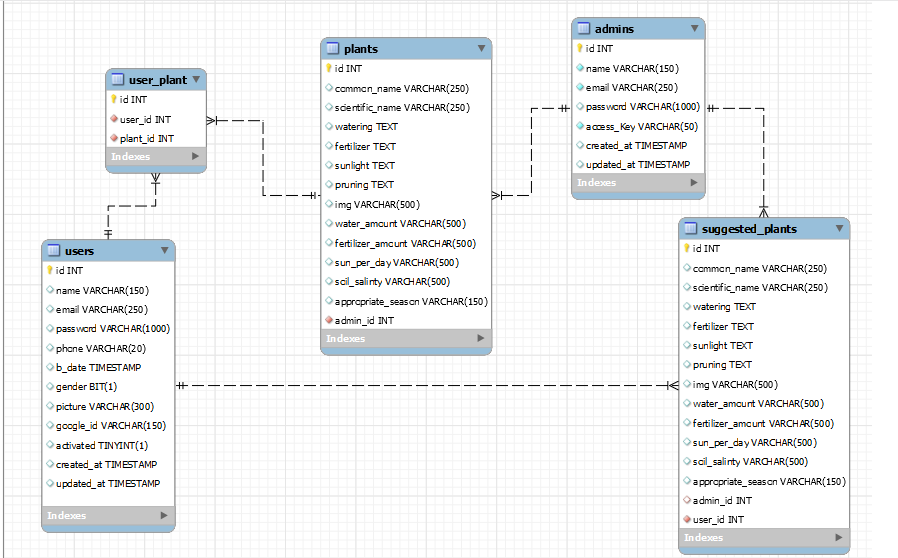 user_plant
id INT
user_id INT
plant_id INT
Indexes
plants
id INT
common_name VARCHAR(250)
scientific_name VARCHAR(250)
watering TEXT
fertilizer TEXT
sunlight TEXT
pruning TEXT
img VARCHAR(500)
water_amount VARCHAR(500)
fertilizer_amount VARCHAR(500)
sun_per_day VARCHAR(500)
soil_salinty VARCHAR(500)
appropriate_season VARCHAR(150)
admin_id INT
Indexes
admins
id INT
name VARCHAR(150)
email VARCHAR(250)
password VARCHAR(1000)
access_Key VARCHAR(50)
created_at TIMESTAMP
updated_at TIMESTAMP
Indexes
users
id INT
name VARCHAR(150)
email VARCHAR(250)
password VARCHAR(1000)
phone VARCHAR(20)
b_date TIMESTAMP
gender BIT(1)
picture VARCHAR(300)
google_id VARCHAR(150)
activated TINYINT(1)
created_at TIMESTAMP
updated_at TIMESTAMP
Indexes
suggested_plants
id INT
common_name VARCHAR(250)
scientific_name VARCHAR(250)
watering TEXT
fertilizer TEXT
sunlight TEXT
pruning TEXT
img VARCHAR(500)
water_amount VARCHAR(500)
fertilizer_amount VARCHAR(500)
sun_per_day VARCHAR(500)
soil_salinty VARCHAR(500)
appropriate_season VARCHAR(150)
admin_id INT
user_id INT
Indexes